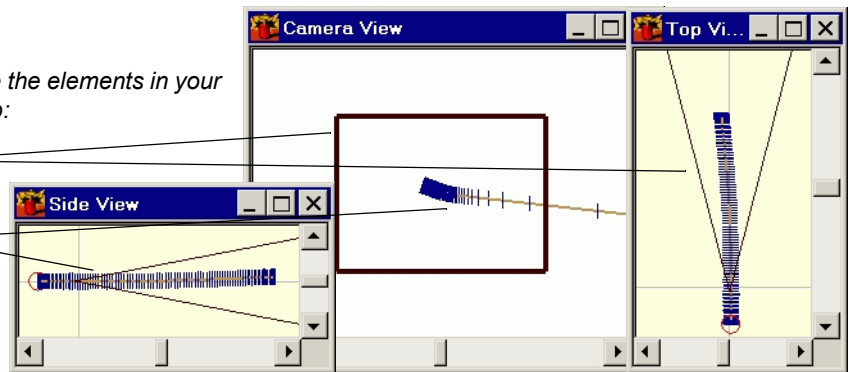 Camera View
Top Vi...
the elements in your
:
Side View